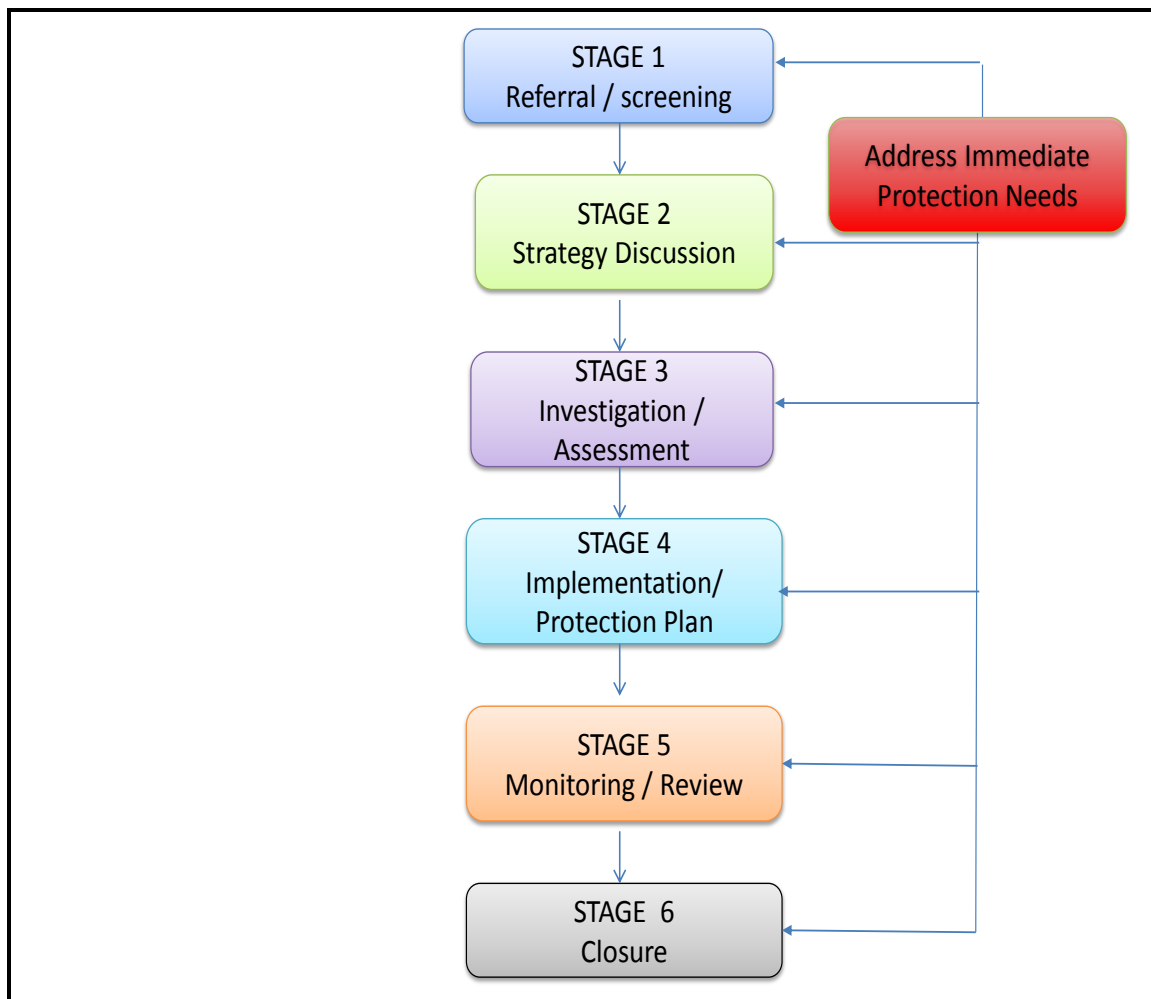 STAGE 1
Referral / screening
Address Immediate
Protection Needs
STAGE 2
Strategy Discussion
STAGE 3
Investigation /
Assessment
STAGE 4
Implementation/
Protection Plan
STAGE 5
Monitoring / Review
STAGE  6
Closure